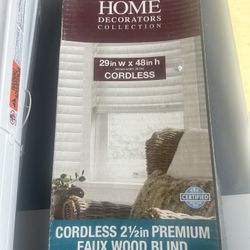 HOME
DECORATORS
COLLECTION
29in w x 48in h
CORDLESS
CERTIFIED
CORDLESS 2½in PREMIUM
FAUX WOOD BLIND